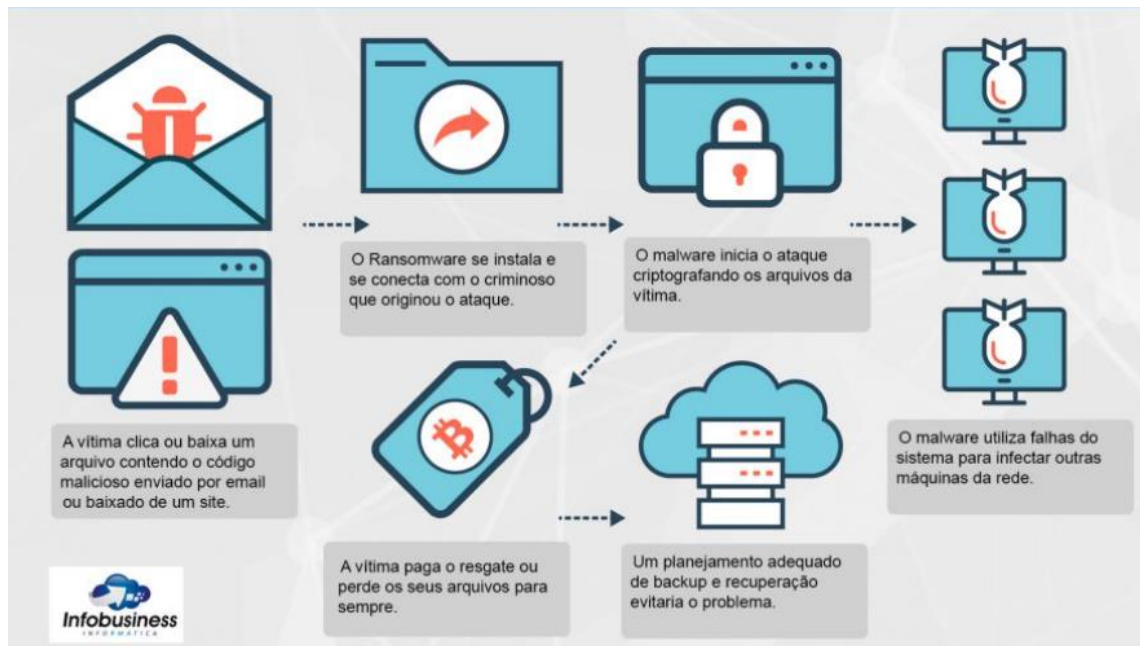 A vítima clica ou baixa um
arquivo contendo o código
malicioso enviado por email
ou baixado de um site.
O Ransomware se instala e
se conecta com o criminoso
que originou o ataque.
O malware inicia o ataque
criptografando os arquivos da
vítima.
O malware utiliza falhas do
sistema para infectar outras
máquinas da rede.
A vítima paga o resgate ou
perde os seus arquivos para
sempre.
Um planejamento adequado
de backup e recuperação
evitaria o problema.
Infobusiness
INFORMÁTICA